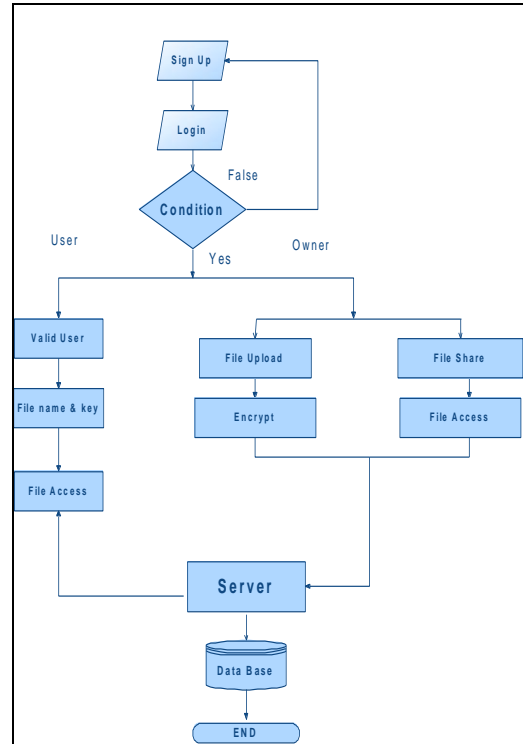 Sign Up
Login
False
Condition
User
Owner
Yes
Valid User
File Upload
File Share
File name & key
Encrypt
File Access
File Access
Server
Data Base
END